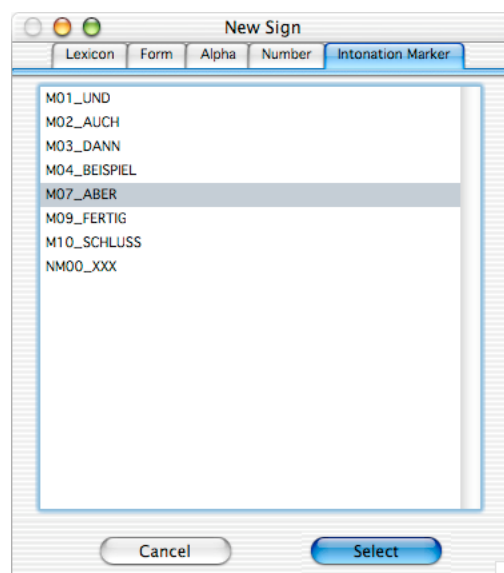 New Sign
Lexicon Form Alpha Number Intonation Marker
M01_UND
M02_AUCH
M03_DANN
M04_BEISPIEL
M07_ABER
M09_FERTIG
M10_SCHLUSS
NM00_XXX
Cancel Select